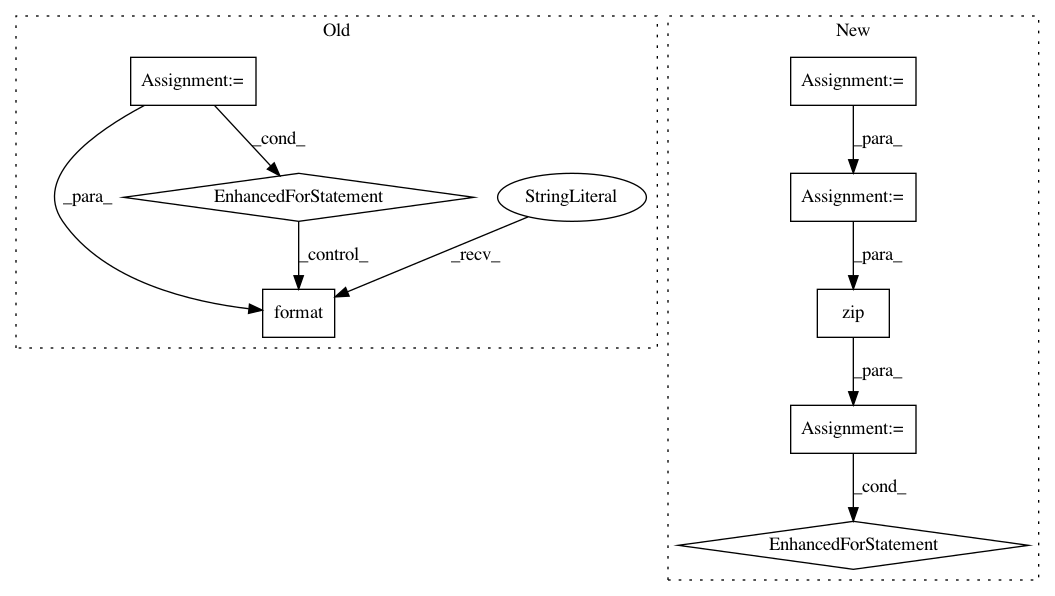 Old
New
Assignment:=
Assignment:=
_cond_
_para_
_para_
EnhancedForStatement
StringLiteral
Assignment:=
_control_
_recv_
_para_
format
zip
_para_
Assignment:=
_cond_
EnhancedForStatement